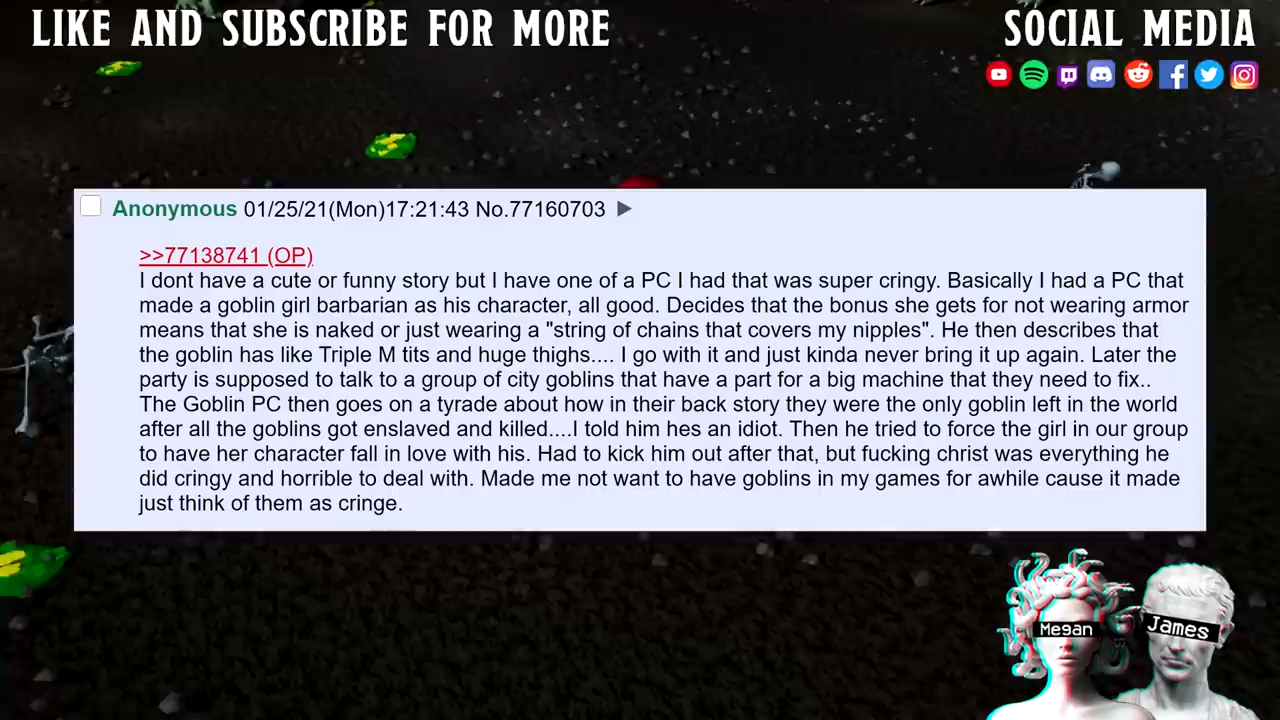 LIKE AND SUBSCRIBE FOR MORE
SOCIAL MEDIA
Anonymous 01/25/21(Mon)17:21:43 No.77160703 ▶
>>77138741 (OP)
I dont have a cute or funny story but I have one of a PC I had that was super cringy. Basically I had a PC that
made a goblin girl barbarian as his character, all good. Decides that the bonus she gets for not wearing armor
means that she is naked or just wearing a "string of chains that covers my nipples". He then describes that
the goblin has like Triple M tits and huge thighs.... I go with it and just kinda never bring it up again. Later the
party is supposed to talk to a group of city goblins that have a part for a big machine that they need to fix..
The Goblin PC then goes on a tyrade about how in their back story they were the only goblin left in the world
after all the goblins got enslaved and killed....I told him hes an idiot. Then he tried to force the girl in our group
to have her character fall in love with his. Had to kick him out after that, but fucking christ was everything he
did cringy and horrible to deal with. Made me not want to have goblins in my games for awhile cause it made
just think of them as cringe.
Megan
James